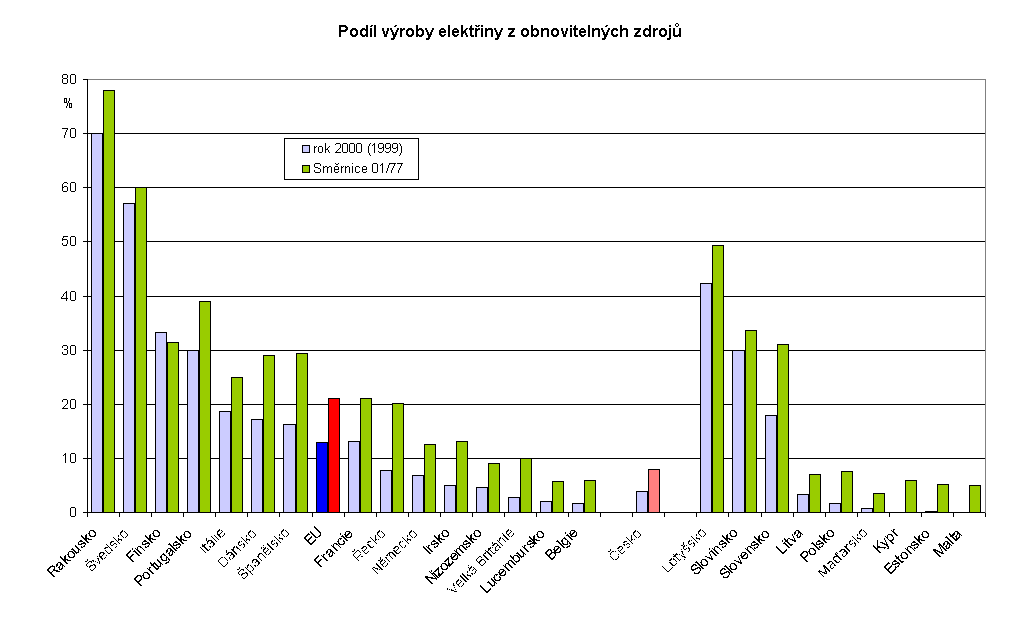 Podíl výroby elektřiny z obnovitelných zdrojů
80
%
70
60
50
40
30
20
10
0
rok 2000 (1999)
Směrnice 01/77
Rakousko
Švédsko
Finsko
Portugalsko
Itálie
Dánsko
Španělsko
EU
Francie
Řecko
Německo
Irsko
Nizozemsko
Velká Británie
Lucembursko
Belgie
Česko
Lotyšsko
Slovinsko
Slovensko
Litva
Polsko
Maďarsko
Kypr
Estonsko
Malta